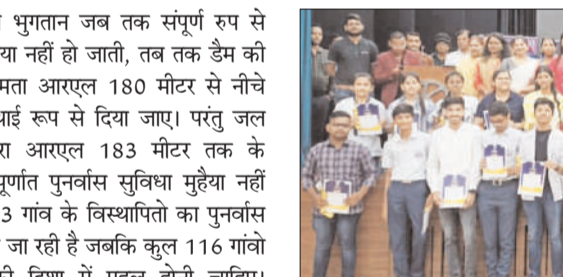 भुगतान जब तक संपूर्ण रुप से
नहीं हो जाती, तब तक डैम की
आरएल 180 मीटर से नीचे
रूप से दिया जाए। परंतु जल
आरएल 183 मीटर तक के
पुनर्वास सुविधा मुहैया नहीं
3 गांव के विस्थापितो का पुनर्वास
जा रही है जबकि कुल 116 गांवो